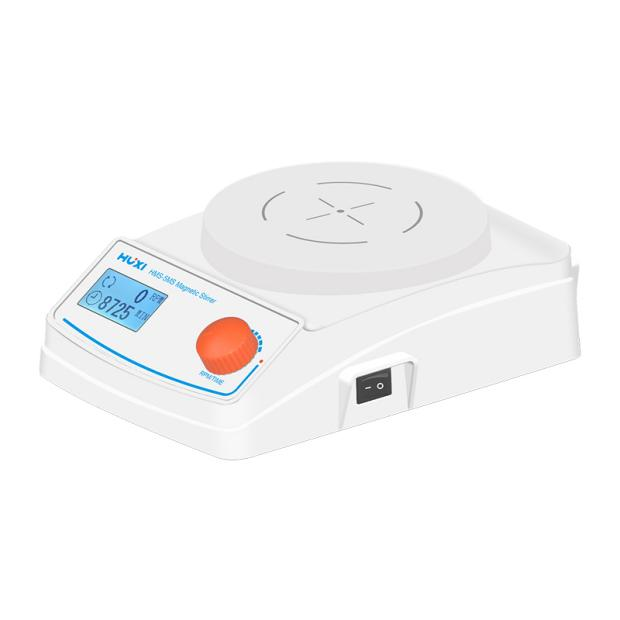 HUXI
HMS-5MS Magnetic Stirrer
0 RPM
8725 MIN
RPM/TIME